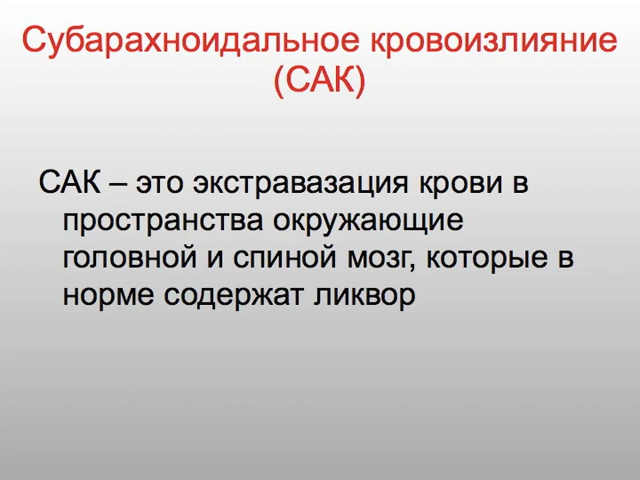 Субарахноидальное кровоизлияние
(САК)
САК – это экстравазация крови в
пространства окружающие
головной и спиной мозг, которые в
норме содержат ликвор